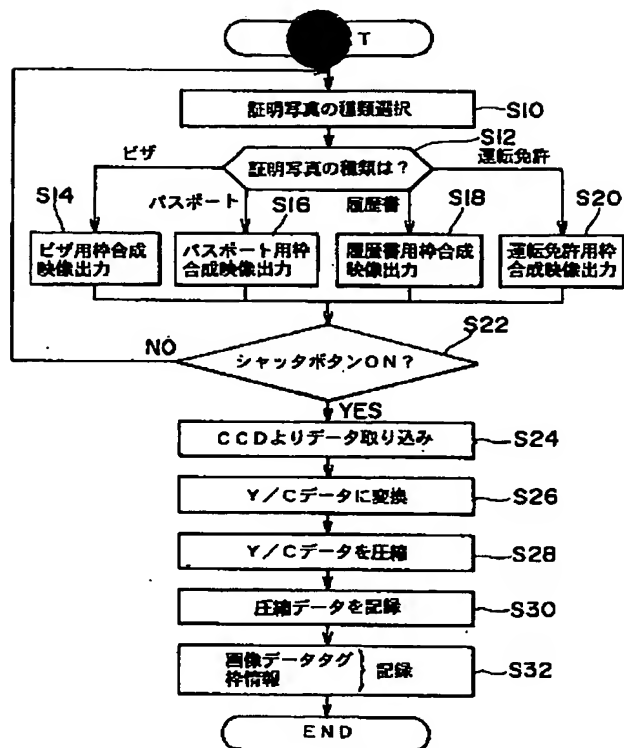 T
証明写真の種類選択
S10
S12
証明写真の種類は？
ビザ
運転免許
パスポート
履歴書
S14
S16
S18
S20
ビザ用枠合成
映像出力
パスポート用枠
合成映像出力
履歴書用枠合成
映像出力
運転免許用枠
合成映像出力
S22
シャッタボタンON？
NO
YES
CCDよりデータ取り込み
S24
Y／Cデータに変換
S26
Y／Cデータを圧縮
S28
圧縮データを記録
S30
画像データタグ
枠情報
記録
S32
END